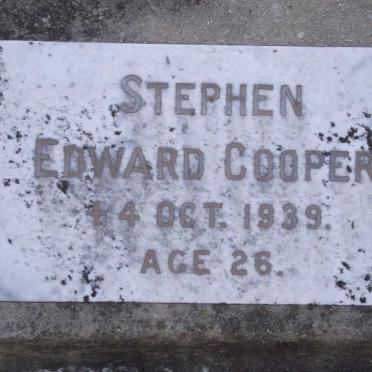 STEPHEN
EDWARD COOPER
+ 4 OCT. 1939.
AGE 26.